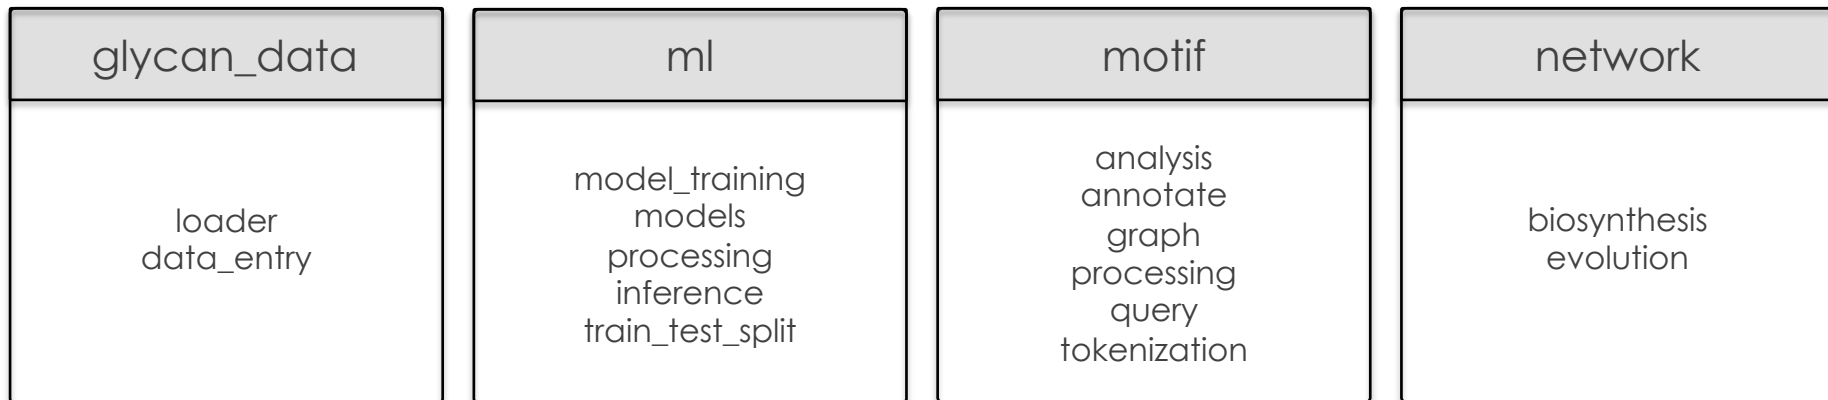 glycan_data
loader
data_entry
ml
model_training
models
processing
inference
train_test_split
motif
analysis
annotate
graph
processing
query
tokenization
network
biosynthesis
evolution